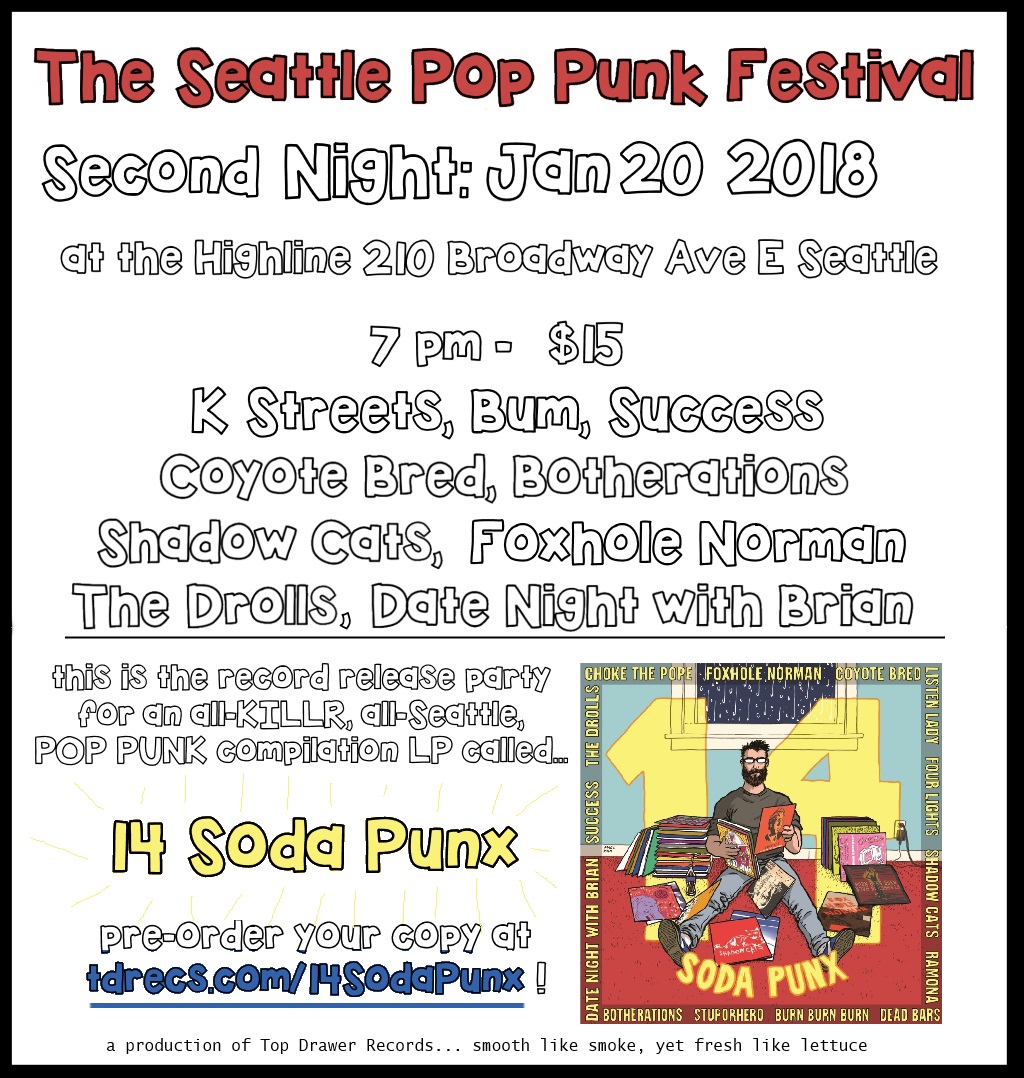 The Seattle Pop Punk Festival
Second Night: Jan 20 2018
at the Highline 210 Broadway Ave E Seattle
7 pm - $15
K Streets, Bum, Success
Coyote Bred, Botherations
Shadow Cats, Foxhole Norman
The Drolls, Date Night with Brian
this is the record release party
for an all-KILLR, all-Seattle,
POP PUNK compilation LP called...
14 Soda Punx
pre-order your copy at
tdrecs.com/14SodaPunx !
CHOKE THE POPE FOXHOLE NORMAN COYOTE BRED
LISTEN LADY FOUR LIGHTS SHADOW CATS RAMONA
DATE NIGHT WITH BRIAN SUCCESS THE DROLLS
14
SHADOW CATS
SODA PUNX
BOTHERATIONS STUPORHERO BURN BURN BURN DEAD BARS
a production of Top Drawer Records... smooth like smoke, yet fresh like lettuce